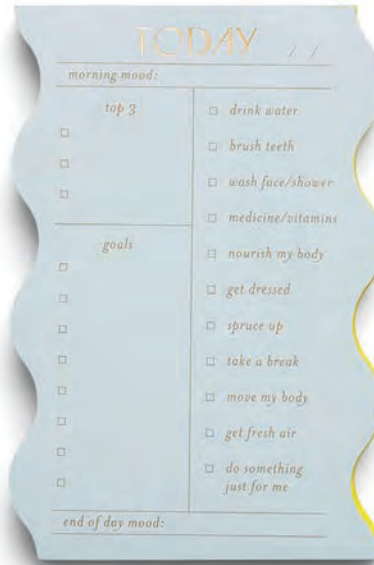 TODAY / /
morning mood:
top 3
goals
drink water
brush teeth
wash face/shower
medicine/vitamins
nourish my body
get dressed
spruce up
take a break
move my body
get fresh air
do something
just for me
end of day mood: